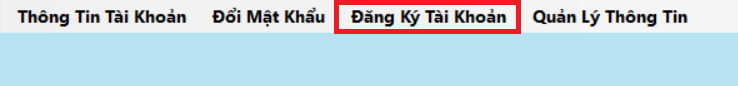 Thông Tin Tài Khoản Đổi Mật Khẩu Đăng Ký Tài Khoản Quản Lý Thông Tin